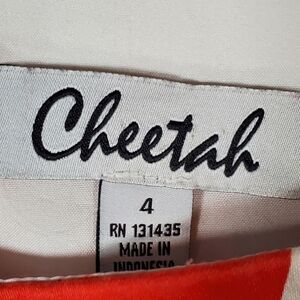 Cheetah
4
RN 131435
MADE IN
INDONESIA